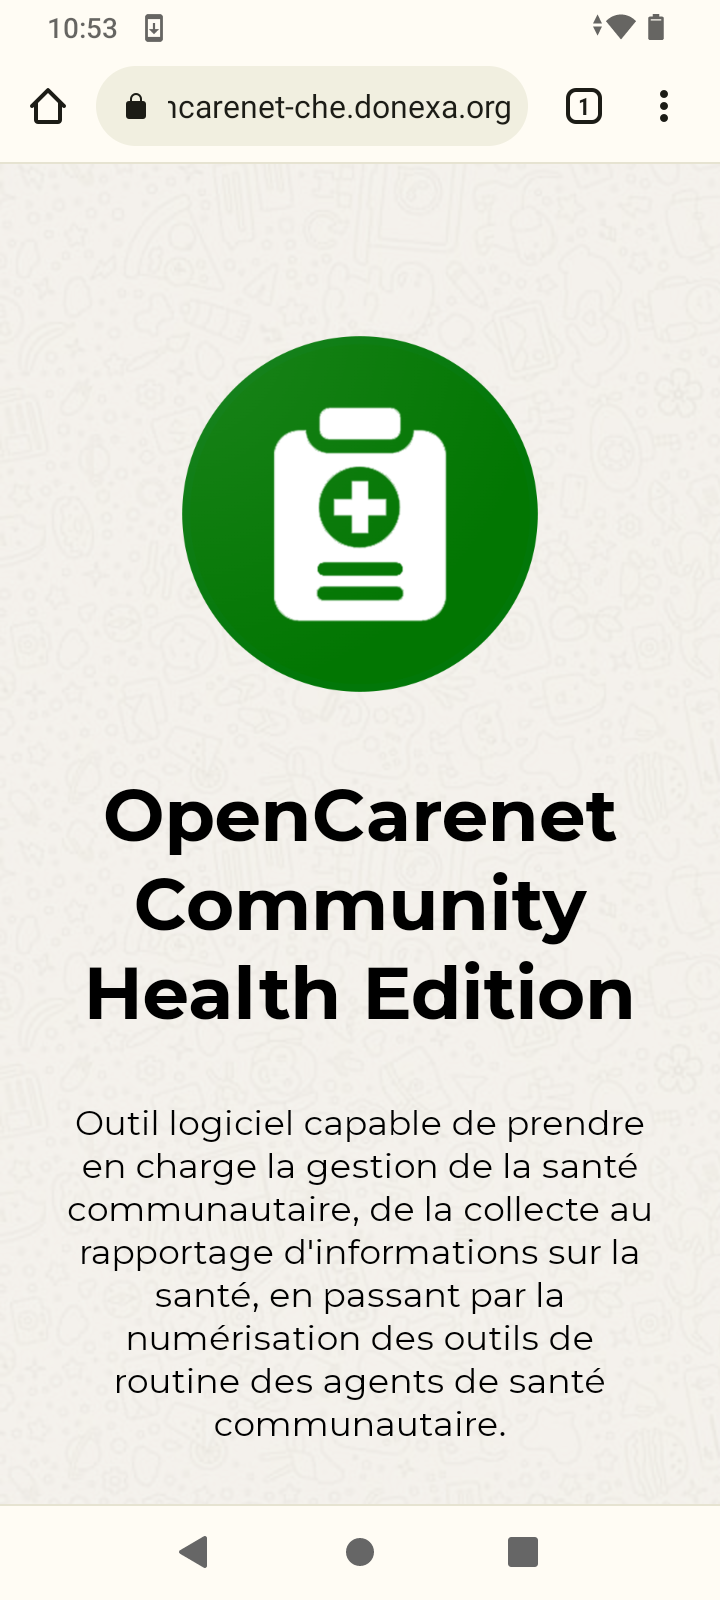 10:53
ncarenet-che.donexa.org
1
OpenCarenet
Community
Health Edition
Outil logiciel capable de prendre
en charge la gestion de la santé
communautaire, de la collecte au
rapportage d'informations sur la
santé, en passant par la
numérisation des outils de
routine des agents de santé
communautaire.